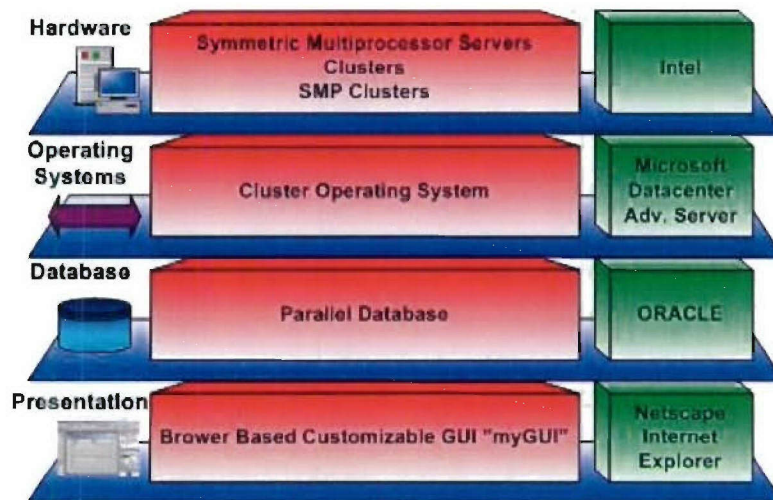 Hardware
Symmetric Multiprocessor Servers
Clusters
SMP Clusters
Intel
Operating
Systems
Cluster Operating System
Microsoft
Datacenter
Adv. Server
Database
Parallel Database
ORACLE
Presentation
Brower Based Customizable GUI "myGUI"
Netscape
Internet
Explorer